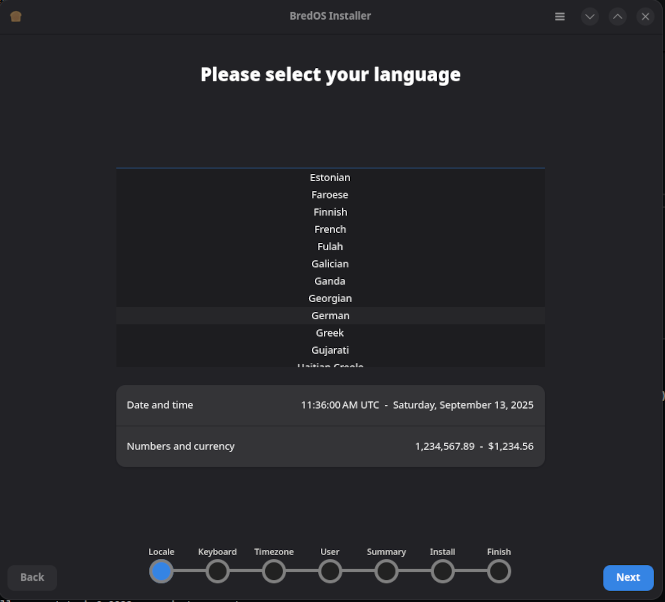 BredOS Installer
Please select your language
Estonian
Faroese
Finnish
French
Fulah
Galician
Ganda
Georgian
German
Greek
Gujarati
Haitian Creole
Date and time 11:36:00 AM UTC - Saturday, September 13, 2025
Numbers and currency 1,234,567.89 - $1,234.56
Locale Keyboard Timezone User Summary Install Finish
Back Next